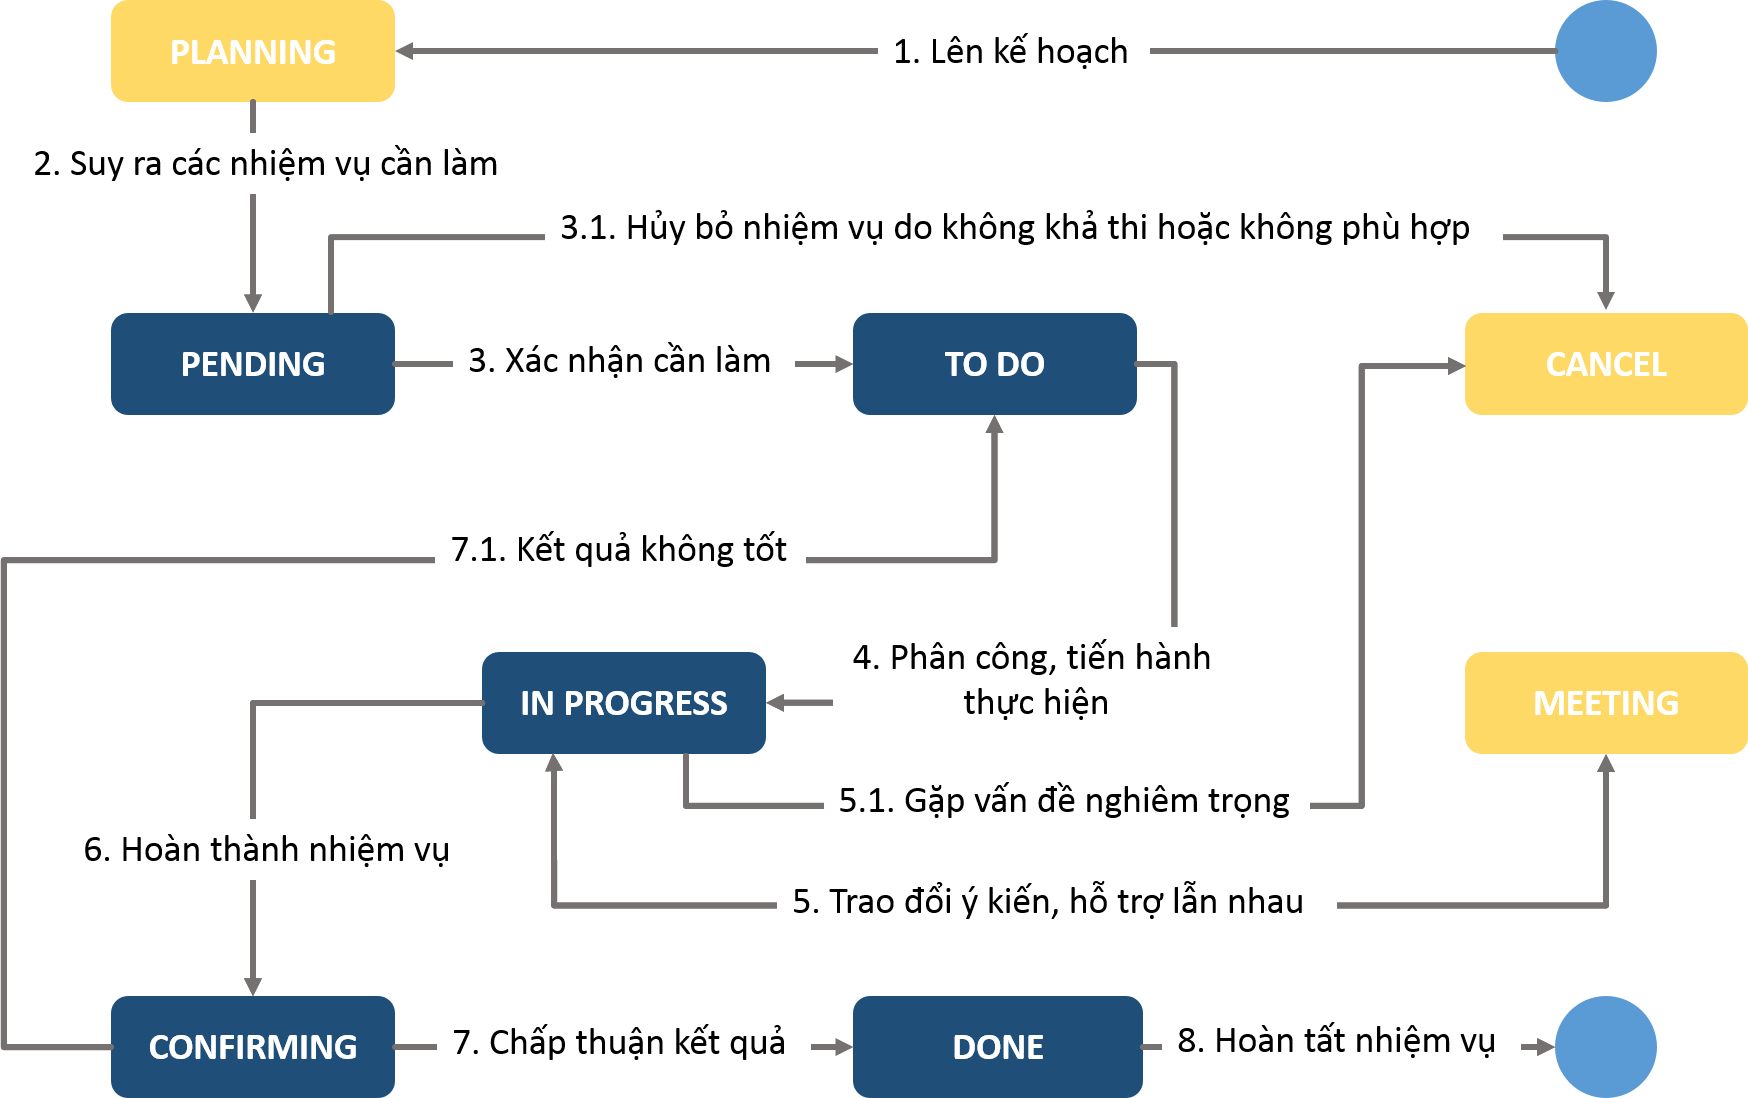 PLANNING
1. Lên kế hoạch
2. Suy ra các nhiệm vụ cần làm
3.1. Hủy bỏ nhiệm vụ do không khả thi hoặc không phù hợp
PENDING
3. Xác nhận cần làm
TO DO
CANCEL
7.1. Kết quả không tốt
4. Phân công, tiến hành
thực hiện
IN PROGRESS
MEETING
5.1. Gặp vấn đề nghiêm trọng
6. Hoàn thành nhiệm vụ
5. Trao đổi ý kiến, hỗ trợ lẫn nhau
CONFIRMING
7. Chấp thuận kết quả
DONE
8. Hoàn tất nhiệm vụ